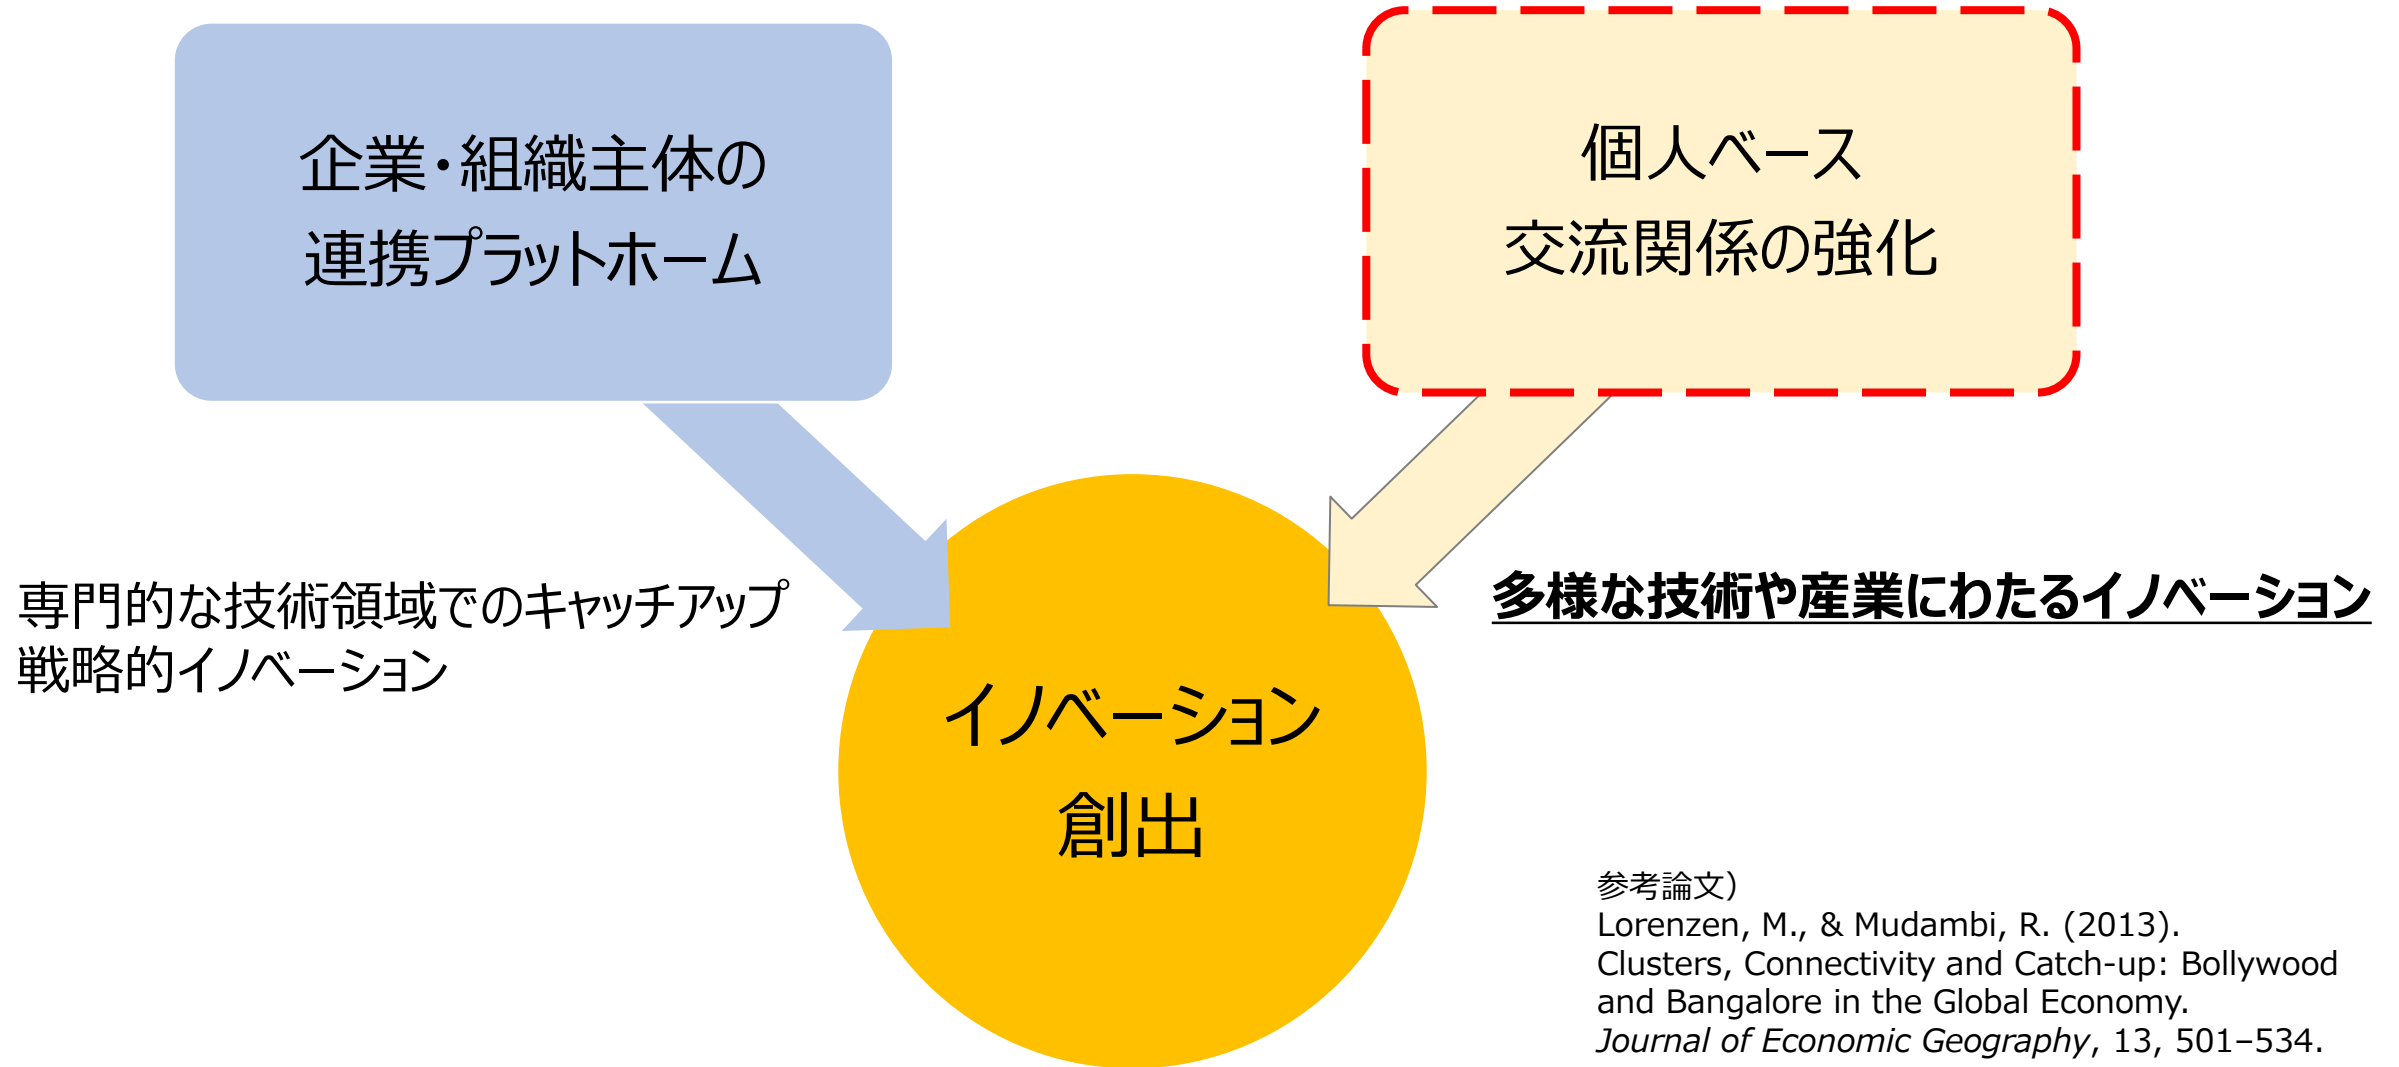 企業・組織主体の
連携プラットホーム
個人ベース
交流関係の強化
専門的な技術領域でのキャッチアップ
戦略的イノベーション
多様な技術や産業にわたるイノベーション
イノベーション
創出
参考論文）
Lorenzen, M., & Mudambi, R. (2013).
Clusters, Connectivity and Catch-up: Bollywood
and Bangalore in the Global Economy.
Journal of Economic Geography, 13, 501–534.